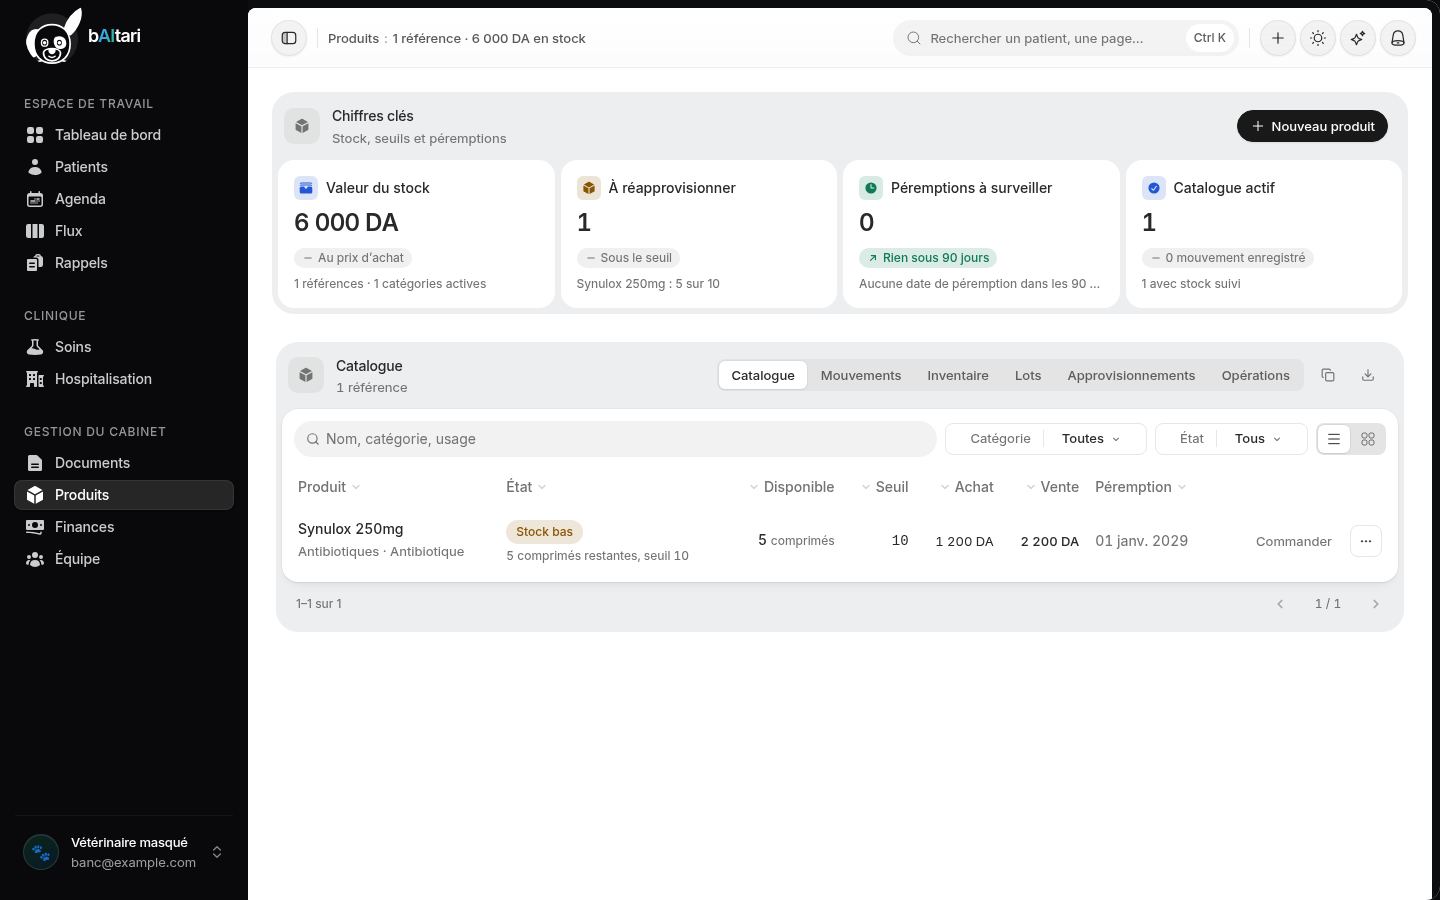 bAItari
ESPACE DE TRAVAIL
Tableau de bord
Patients
Agenda
Flux
Rappels
CLINIQUE
Soins
Hospitalisation
GESTION DU CABINET
Documents
Produits
Finances
Équipe
Vétérinaire masqué
banc@example.com
Produits : 1 référence · 6 000 DA en stock
Rechercher un patient, une page... Ctrl K
Chiffres clés
Stock, seuils et péremptions
Nouveau produit
Valeur du stock
6 000 DA
Au prix d'achat
1 références · 1 catégories actives
À réapprovisionner
1
Sous le seuil
Synulox 250mg : 5 sur 10
Péremptions à surveiller
0
Rien sous 90 jours
Aucune date de péremption dans les 90 ...
Catalogue actif
1
0 mouvement enregistré
1 avec stock suivi
Catalogue
1 référence
Catalogue Mouvements Inventaire Lots Approvisionnements Opérations
Nom, catégorie, usage Catégorie Toutes État Tous
Produit État Disponible Seuil Achat Vente Péremption
Synulox 250mg
Antibiotiques · Antibiotique
Stock bas
5 comprimés restantes, seuil 10
5 comprimés 10 1 200 DA 2 200 DA 01 janv. 2029 Commander
1–1 sur 1 1 / 1